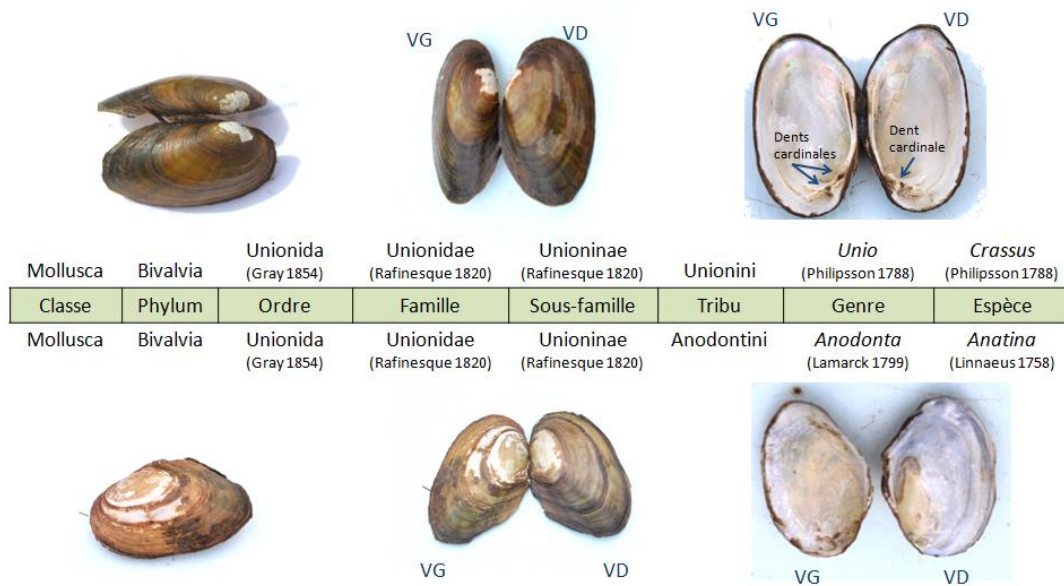 VG VD VG VD
Dents cardinales
Dent cardinale
Mollusca Bivalvia Unionida Unionidae Unioninae Unionini Unio Crassus
(Gray 1854) (Rafinesque 1820) (Rafinesque 1820) (Philipsson 1788) (Philipsson 1788)
Classe Phylum Ordre Famille Sous-famille Tribu Genre Espèce
Mollusca Bivalvia Unionida Unionidae Unioninae Anodontini Anodonta Anatina
(Gray 1854) (Rafinesque 1820) (Rafinesque 1820) (Lamarck 1799) (Linnaeus 1758)
VG VD VG VD